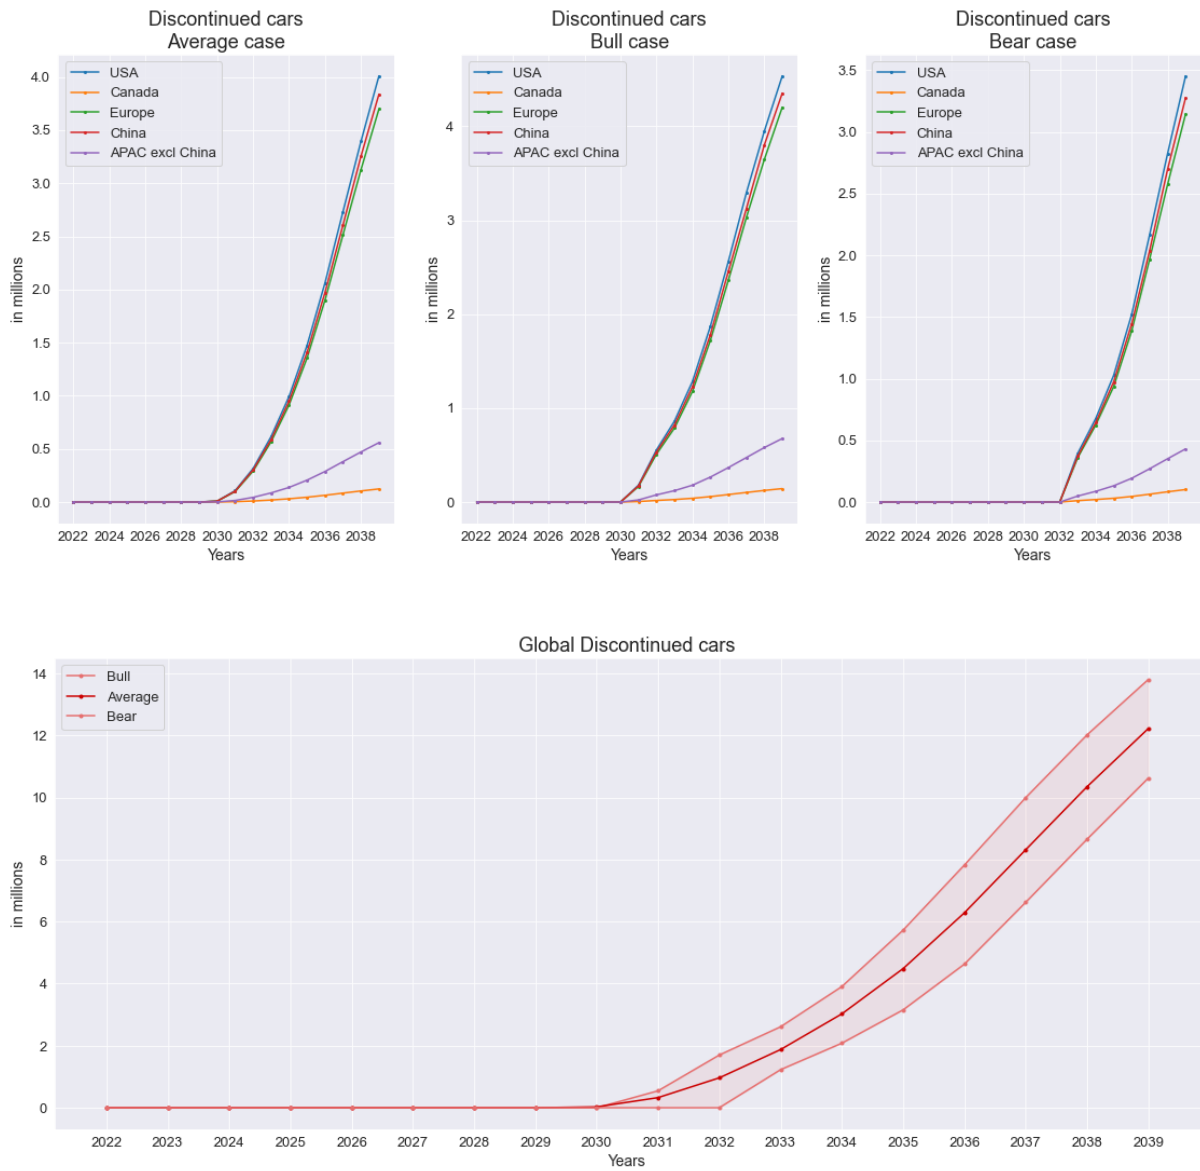 Discontinued cars
Average case
Discontinued cars
Bull case
Discontinued cars
Bear case
USA
Canada
Europe
China
APAC excl China
4.0
3.5
3.0
2.5
2.0
1.5
1.0
0.5
0.0
in millions
2022 2024 2026 2028 2030 2032 2034 2036 2038
Years
USA
Canada
Europe
China
APAC excl China
4
3
2
1
0
in millions
2022 2024 2026 2028 2030 2032 2034 2036 2038
Years
USA
Canada
Europe
China
APAC excl China
3.5
3.0
2.5
2.0
1.5
1.0
0.5
0.0
in millions
2022 2024 2026 2028 2030 2032 2034 2036 2038
Years
Global Discontinued cars
Bull
Average
Bear
14
12
10
8
6
4
2
0
in millions
2022 2023 2024 2025 2026 2027 2028 2029 2030 2031 2032 2033 2034 2035 2036 2037 2038 2039
Years